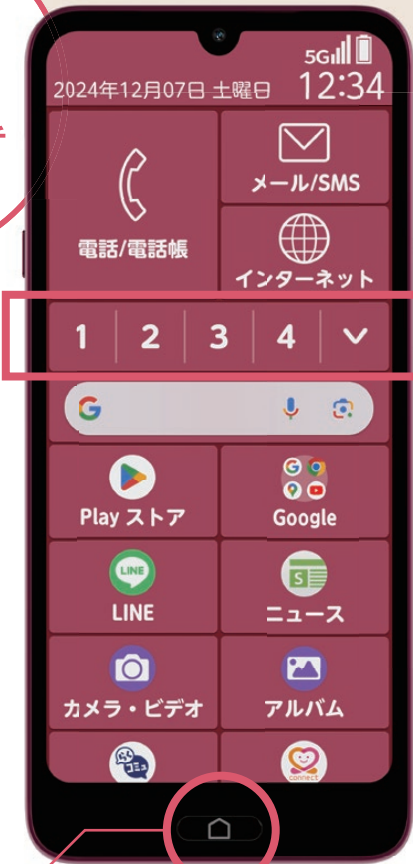 5G
2024年12月07日 土曜日 12:34
電話/電話帳
メール/SMS
インターネット
1 2 3 4
Play ストア
Google
LINE
LINE
ニュース
カメラ・ビデオ
アルバム
らくコミュ
connect